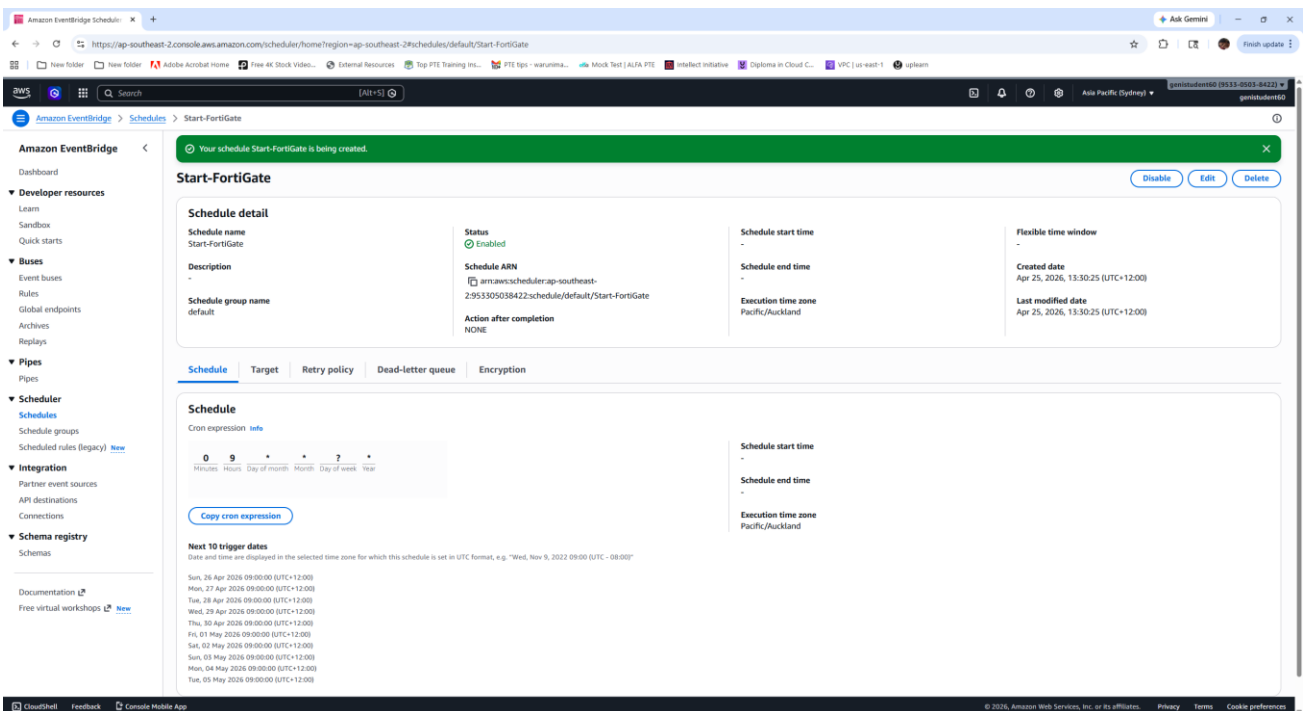 Amazon EventBridge Scheduler
Ask Gemini
https://ap-southeast-2.console.aws.amazon.com/scheduler/home?region=ap-southeast-2#schedules/default/Start-FortiGate
Finish update
New folder
New folder
Adobe Acrobat Home
Free 4K Stock Video...
External Resources
Top PTE Training Ins...
PTE tips - warunima...
Mock Test | ALFA PTE
Intellect Initiative
Diploma in Cloud C...
VPC | us-east-1
uplearn
aws
Search
[Alt+S]
Asia Pacific (Sydney)
genistudent60 (9533-0503-8422)
genistudent60
Amazon EventBridge > Schedules > Start-FortiGate
Amazon EventBridge
Dashboard
Developer resources
Learn
Sandbox
Quick starts
Buses
Event buses
Rules
Global endpoints
Archives
Replays
Pipes
Pipes
Scheduler
Schedules
Schedule groups
Scheduled rules (legacy) New
Integration
Partner event sources
API destinations
Connections
Schema registry
Schemas
Documentation
Free virtual workshops New
Your schedule Start-FortiGate is being created.
Start-FortiGate
Disable
Edit
Delete
Schedule detail
Schedule name
Start-FortiGate
Description
-
Schedule group name
default
Status
Enabled
Schedule ARN
arn:aws:scheduler:ap-southeast-
2:953305038422:schedule/default/Start-FortiGate
Action after completion
NONE
Schedule start time
-
Schedule end time
-
Execution time zone
Pacific/Auckland
Flexible time window
-
Created date
Apr 25, 2026, 13:30:25 (UTC+12:00)
Last modified date
Apr 25, 2026, 13:30:25 (UTC+12:00)
Schedule
Target
Retry policy
Dead-letter queue
Encryption
Schedule
Cron expression Info
0 9 * * ? *
Minutes Hours Day of month Month Day of week Year
Copy cron expression
Schedule start time
-
Schedule end time
-
Execution time zone
Pacific/Auckland
Next 10 trigger dates
Date and time are displayed in the selected time zone for which this schedule is set in UTC format, e.g. "Wed, Nov 9, 2022 09:00 (UTC - 08:00)"
Sun, 26 Apr 2026 09:00:00 (UTC+12:00)
Mon, 27 Apr 2026 09:00:00 (UTC+12:00)
Tue, 28 Apr 2026 09:00:00 (UTC+12:00)
Wed, 29 Apr 2026 09:00:00 (UTC+12:00)
Thu, 30 Apr 2026 09:00:00 (UTC+12:00)
Fri, 01 May 2026 09:00:00 (UTC+12:00)
Sat, 02 May 2026 09:00:00 (UTC+12:00)
Sun, 03 May 2026 09:00:00 (UTC+12:00)
Mon, 04 May 2026 09:00:00 (UTC+12:00)
Tue, 05 May 2026 09:00:00 (UTC+12:00)
CloudShell
Feedback
Console Mobile App
© 2026, Amazon Web Services, Inc. or its affiliates.
Privacy
Terms
Cookie preferences